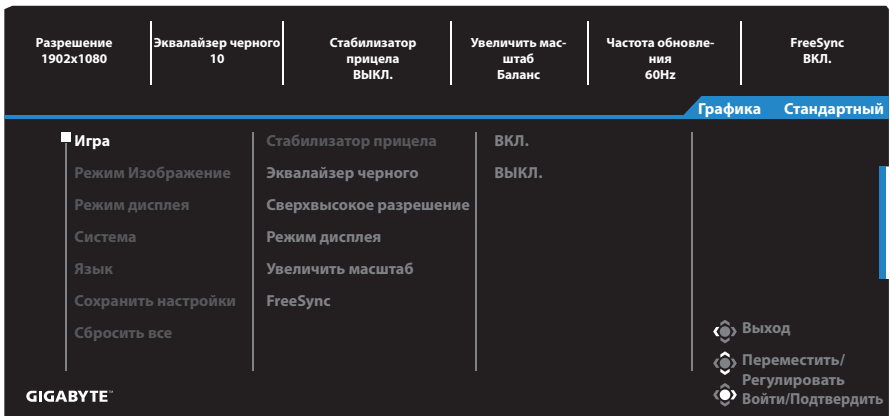 Разрешение
1902x1080
Эквалайзер черного
10
Стабилизатор
прицела
ВЫКЛ.
Увеличить мас-
штаб
Баланс
Частота обновле-
ния
60Hz
FreeSync
ВКЛ.
Графика Стандартный
Игра
Режим Изображение
Режим дисплея
Система
Язык
Сохранить настройки
Сбросить все
Стабилизатор прицела
Эквалайзер черного
Сверхвысокое разрешение
Режим дисплея
Увеличить масштаб
FreeSync
ВКЛ.
ВЫКЛ.
Выход
Переместить/
Регулировать
Войти/Подтвердить
GIGABYTE™